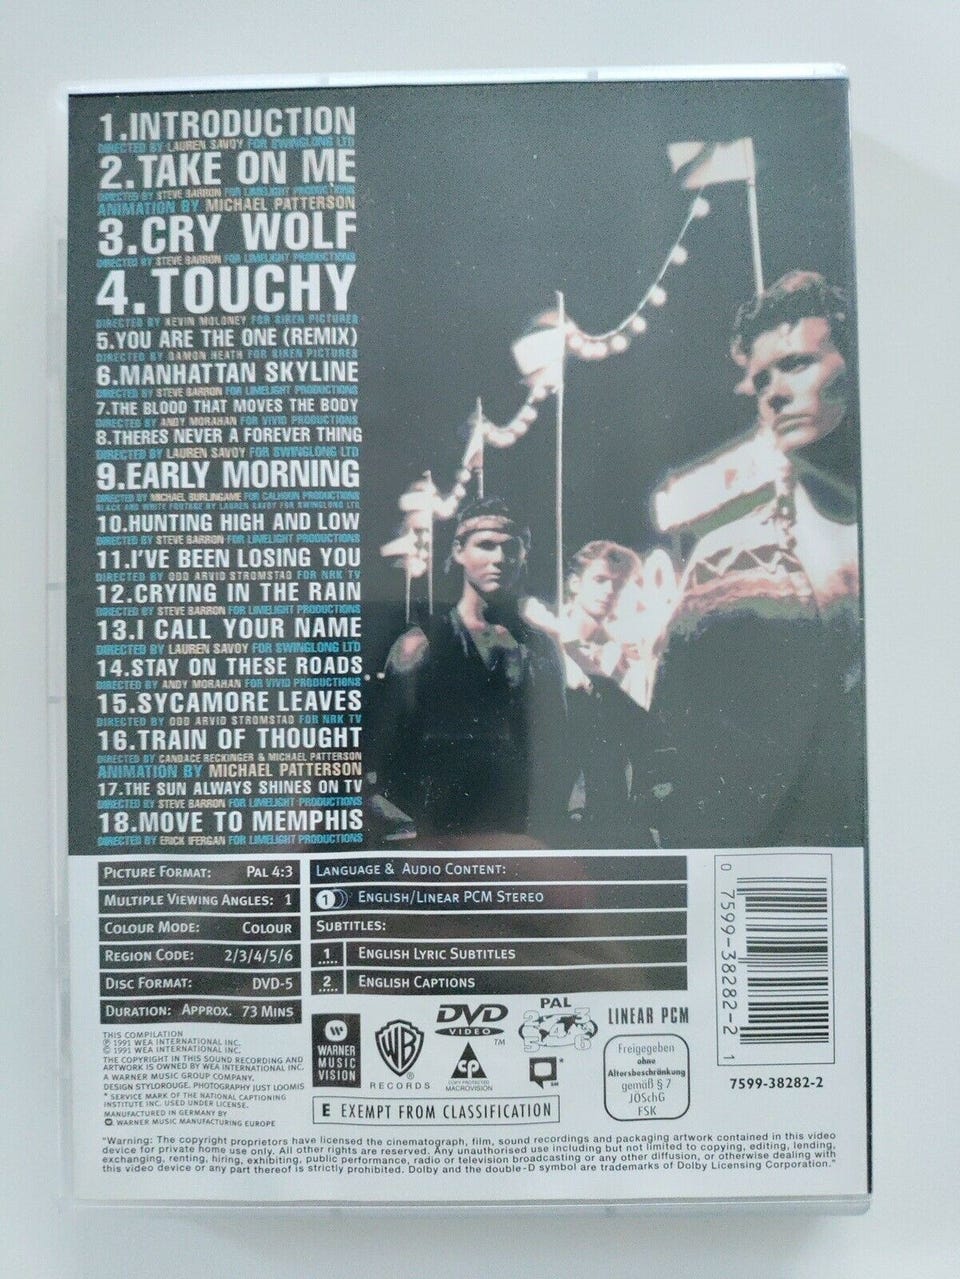 1.INTRODUCTION
DIRECTED BY LAUREN SAVOY FOR SWINGLONG LTD
2.TAKE ON ME
DIRECTED BY STEVE BARRON FOR LIMELIGHT PRODUCTIONS
ANIMATION BY MICHAEL PATTERSON
3.CRY WOLF
DIRECTED BY STEVE BARRON FOR LIMELIGHT PRODUCTIONS
4.TOUCHY
DIRECTED BY KEVIN MOLONEY FOR SIREN PICTURES
5.YOU ARE THE ONE (REMIX)
DIRECTED BY DAMON HEATH FOR SIREN PICTURES
6.MANHATTAN SKYLINE
DIRECTED BY STEVE BARRON FOR LIMELIGHT PRODUCTIONS
7.THE BLOOD THAT MOVES THE BODY
DIRECTED BY ANDY MORAHAN FOR VIVID PRODUCTIONS
8.THERES NEVER A FOREVER THING
DIRECTED BY LAUREN SAVOY FOR SWINGLONG LTD
9.EARLY MORNING
DIRECTED BY MICHAEL BURLINGAME FOR CALHOUN PRODUCTIONS
BLACK AND WHITE FOOTAGE BY LAUREN SAVOY FOR SWINGLONG LTD
10.HUNTING HIGH AND LOW
DIRECTED BY STEVE BARRON FOR LIMELIGHT PRODUCTIONS
11.I'VE BEEN LOSING YOU
DIRECTED BY ODD ARVID STROMSTAD FOR NRK TV
12.CRYING IN THE RAIN
DIRECTED BY STEVE BARRON FOR LIMELIGHT PRODUCTIONS
13.I CALL YOUR NAME
DIRECTED BY LAUREN SAVOY FOR SWINGLONG LTD
14.STAY ON THESE ROADS
DIRECTED BY ANDY MORAHAN FOR VIVID PRODUCTIONS
15.SYCAMORE LEAVES
DIRECTED BY ODD ARVID STROMSTAD FOR NRK TV
16.TRAIN OF THOUGHT
DIRECTED BY CANDACE RECKINGER & MICHAEL PATTERSON
ANIMATION BY MICHAEL PATTERSON
17.THE SUN ALWAYS SHINES ON TV
DIRECTED BY STEVE BARRON FOR LIMELIGHT PRODUCTIONS
18.MOVE TO MEMPHIS
DIRECTED BY ERICK IFERGAN FOR LIMELIGHT PRODUCTIONS
PICTURE FORMAT: PAL 4:3
MULTIPLE VIEWING ANGLES: 1
COLOUR MODE: COLOUR
REGION CODE: 2/3/4/5/6
DISC FORMAT: DVD-5
DURATION: APPROX. 73 MINS
LANGUAGE & AUDIO CONTENT:
1 ENGLISH/LINEAR PCM STEREO
SUBTITLES:
1 ENGLISH LYRIC SUBTITLES
2 ENGLISH CAPTIONS
0 7599-38282-2 1
7599-38282-2
THIS COMPILATION
℗ 1991 WEA INTERNATIONAL INC.
© 1991 WEA INTERNATIONAL INC.
THE COPYRIGHT IN THIS SOUND RECORDING AND
ARTWORK IS OWNED BY WEA INTERNATIONAL INC.
A WARNER MUSIC GROUP COMPANY.
DESIGN STYLOROUGE. PHOTOGRAPHY JUST LOOMIS
* SERVICE MARK OF THE NATIONAL CAPTIONING
INSTITUTE INC. USED UNDER LICENSE.
MANUFACTURED IN GERMANY BY
WARNER MUSIC MANUFACTURING EUROPE
WARNER
MUSIC
VISION
WB
RECORDS
DVD
VIDEO
TM
CP
COPY PROTECTED
MACROVISION
PAL
2 3
4
5 6
*
LINEAR PCM
Freigegeben
ohne
Altersbeschränkung
gemäß § 7
JÖSchG
FSK
E EXEMPT FROM CLASSIFICATION
"Warning: The copyright proprietors have licensed the cinematograph, film, sound recordings and packaging artwork contained in this video
device for private home use only. All other rights are reserved. Any unauthorised use including but not limited to copying, editing, lending,
exchanging, renting, hiring, exhibiting, public performance, radio or television broadcasting or any other diffusion, or otherwise dealing with
this video device or any part thereof is strictly prohibited. Dolby and the double-D symbol are trademarks of Dolby Licensing Corporation."